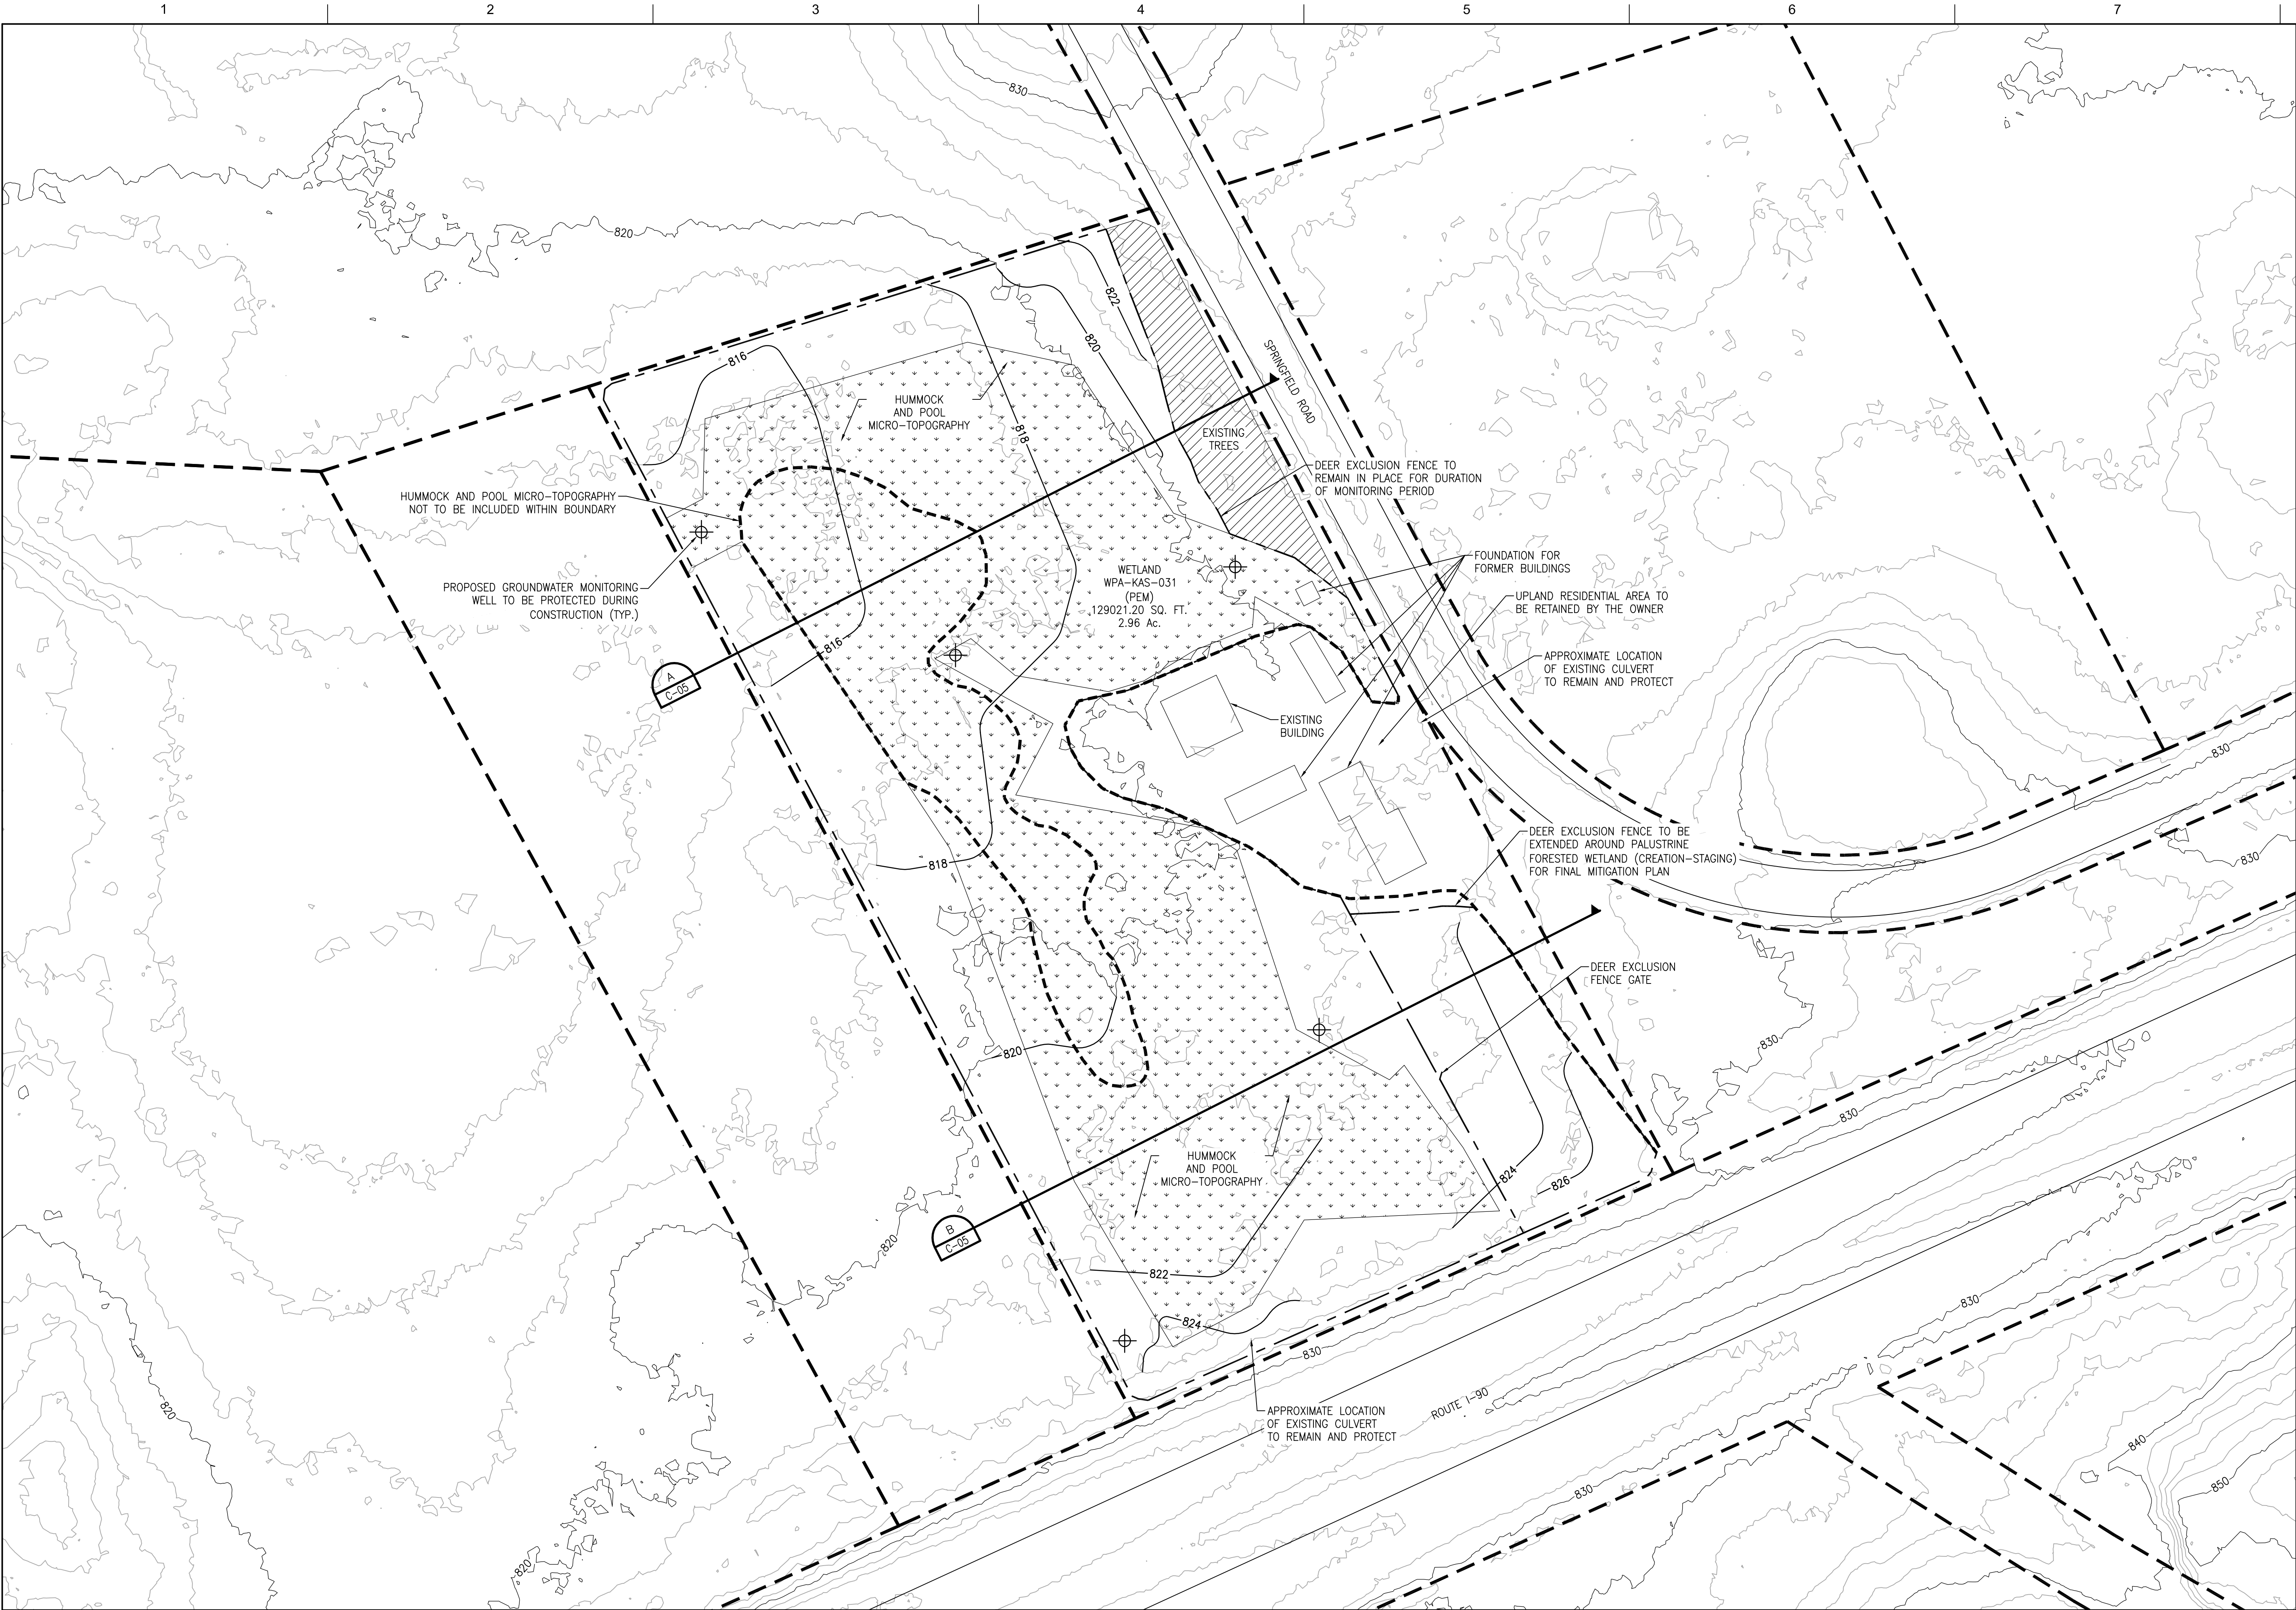 1
2
3
4
5
6
7
830
820
822
816
820
818
HUMMOCK
AND POOL
MICRO-TOPOGRAPHY
SPRINGFIELD ROAD
EXISTING
TREES
DEER EXCLUSION FENCE TO
REMAIN IN PLACE FOR DURATION
OF MONITORING PERIOD
HUMMOCK AND POOL MICRO-TOPOGRAPHY
NOT TO BE INCLUDED WITHIN BOUNDARY
FOUNDATION FOR
FORMER BUILDINGS
WETLAND
WPA-KAS-031
(PEM)
129021.20 SQ. FT.
2.96 Ac.
PROPOSED GROUNDWATER MONITORING
WELL TO BE PROTECTED DURING
CONSTRUCTION (TYP.)
UPLAND RESIDENTIAL AREA TO
BE RETAINED BY THE OWNER
816
APPROXIMATE LOCATION
OF EXISTING CULVERT
TO REMAIN AND PROTECT
A
C-05
EXISTING
BUILDING
830
DEER EXCLUSION FENCE TO BE
EXTENDED AROUND PALUSTRINE
FORESTED WETLAND (CREATION-STAGING)
FOR FINAL MITIGATION PLAN
830
818
DEER EXCLUSION
FENCE GATE
820
830
830
HUMMOCK
AND POOL
MICRO-TOPOGRAPHY
824
826
B
C-05
820
822
824
830
830
APPROXIMATE LOCATION
OF EXISTING CULVERT
TO REMAIN AND PROTECT
ROUTE I-90
820
840
850
830
820